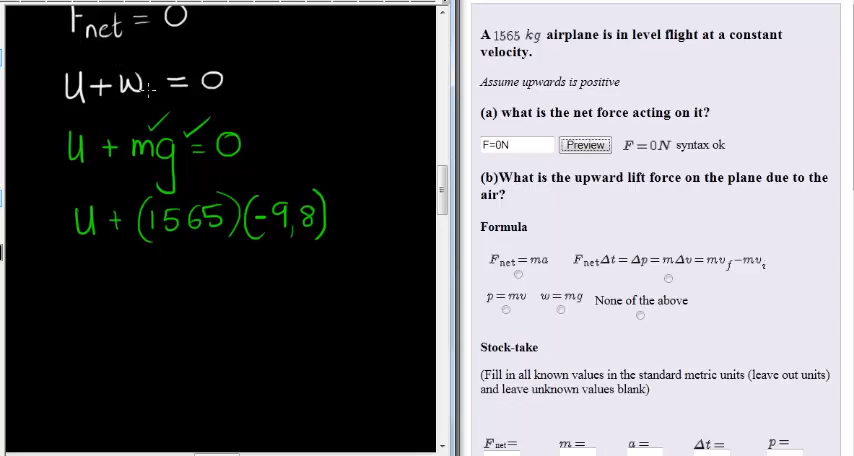 Fnet = 0
U + W = 0
U + mg = 0
U + (1565)(-9,8)
A 1565 kg airplane is in level flight at a constant
velocity.
Assume upwards is positive
(a) what is the net force acting on it?
F=0N Preview F = 0N syntax ok
(b)What is the upward lift force on the plane due to the
air?
Formula
Fnet = ma FnetΔt = Δp = mΔv = mvf − mvi
p = mv w = mg None of the above
Stock-take
(Fill in all known values in the standard metric units (leave out units)
and leave unknown values blank)
Fnet= m= a= Δt= p=